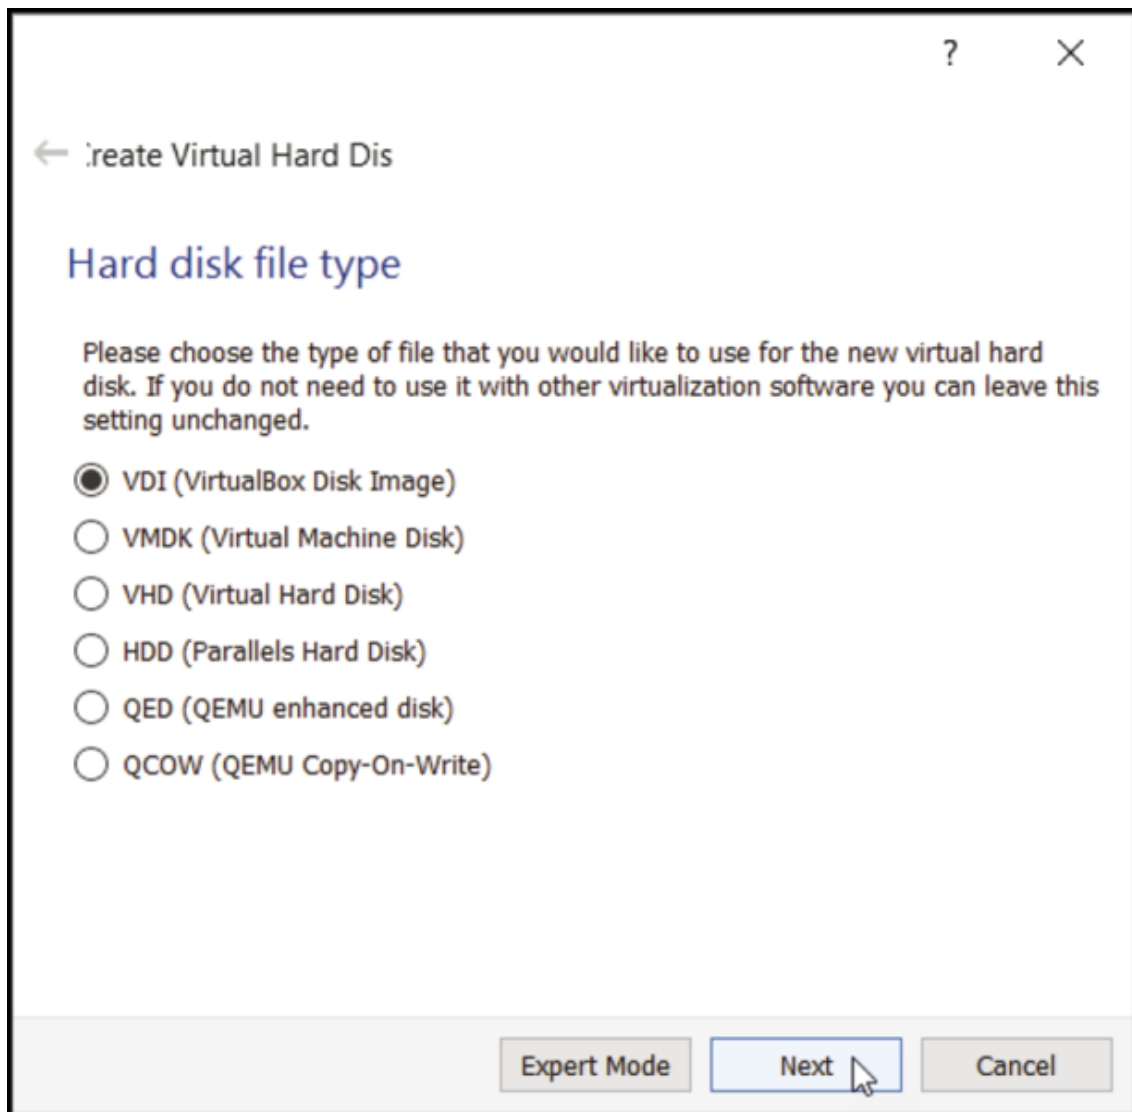 ?
reate Virtual Hard Dis
Hard disk file type
Please choose the type of file that you would like to use for the new virtual hard
disk. If you do not need to use it with other virtualization software you can leave this
setting unchanged.
VDI (VirtualBox Disk Image)
VMDK (Virtual Machine Disk)
VHD (Virtual Hard Disk)
HDD (Parallels Hard Disk)
QED (QEMU enhanced disk)
QCOW (QEMU Copy-On-Write)
Expert Mode
Next
Cancel